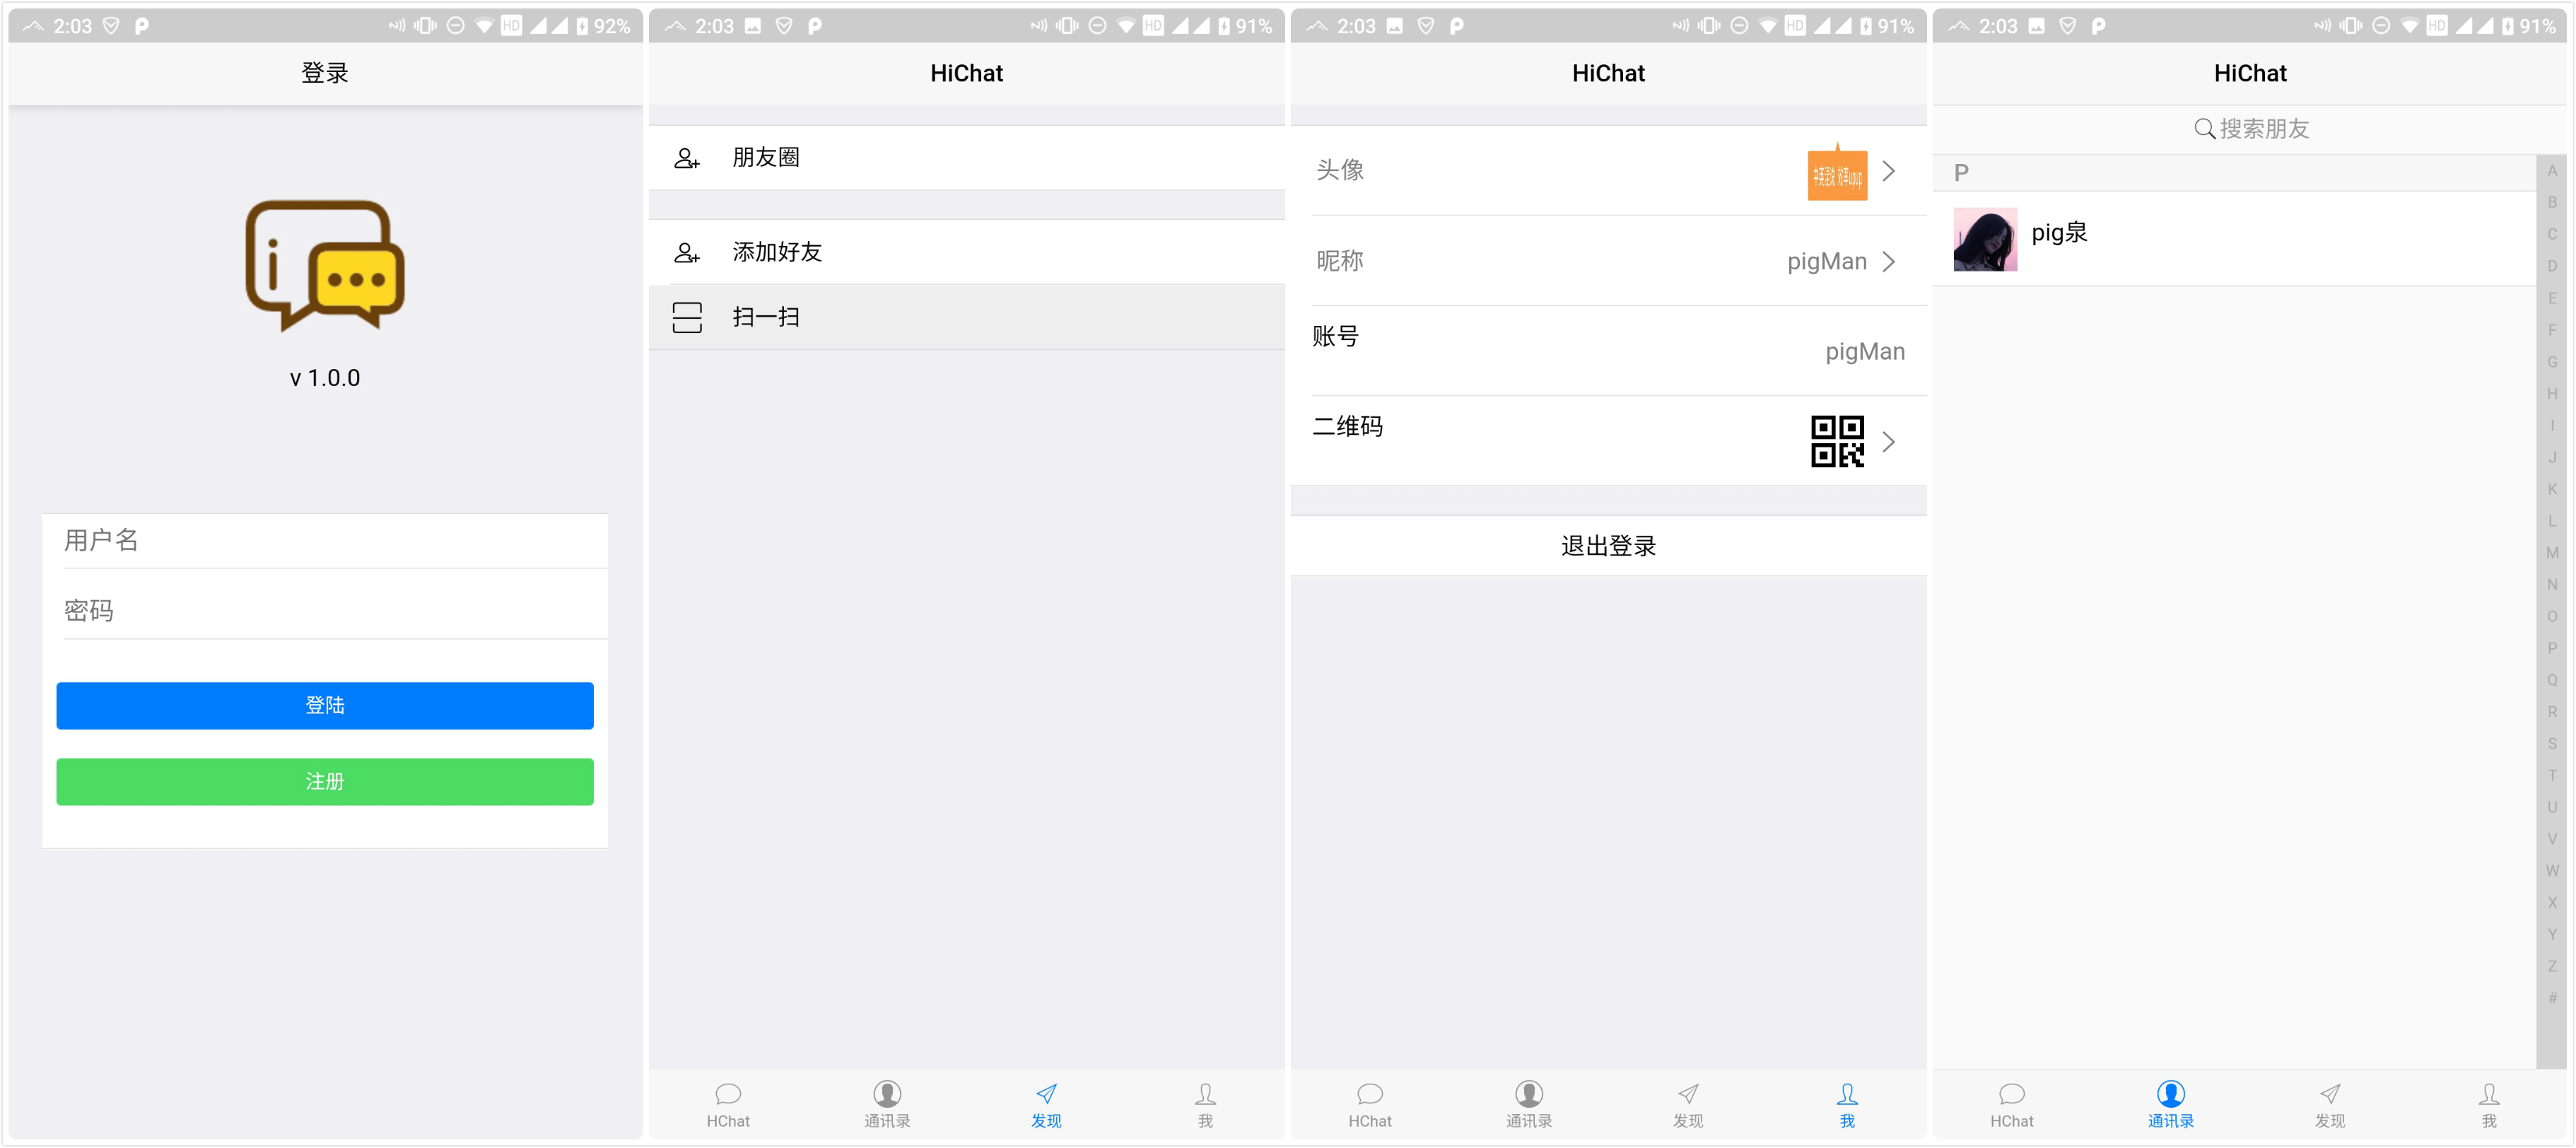 2:03
HD
92%
登录
i
v 1.0.0
用户名
密码
登陆
注册
2:03
HD
91%
HiChat
朋友圈
添加好友
扫一扫
HChat
通讯录
发现
我
2:03
HD
91%
HiChat
头像
昵称
pigMan
账号
pigMan
二维码
退出登录
HChat
通讯录
发现
我
2:03
HD
91%
HiChat
搜索朋友
P
pig泉
A
B
C
D
E
F
G
H
I
J
K
L
M
N
O
P
Q
R
S
T
U
V
W
X
Y
Z
#
HChat
通讯录
发现
我